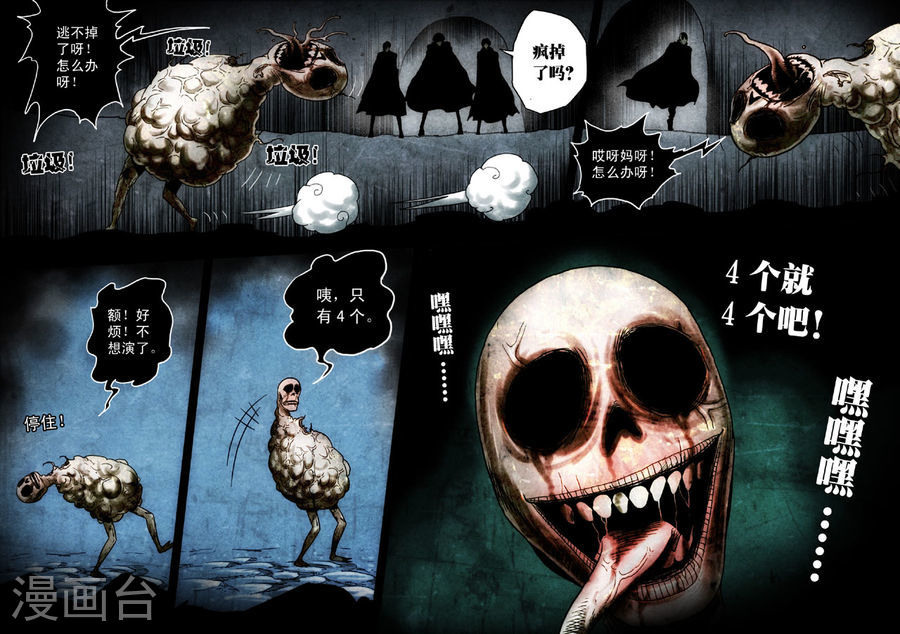 逃不掉
了呀！
怎么办
呀！
垃圾！
垃圾！
垃圾！
疯掉
了吗？
哎呀妈呀！
怎么办呀！
额！好
烦！不
想演了。
停住！
咦，只
有4个。
嘿嘿嘿……
4个就
4个吧！
嘿嘿嘿……
漫画台